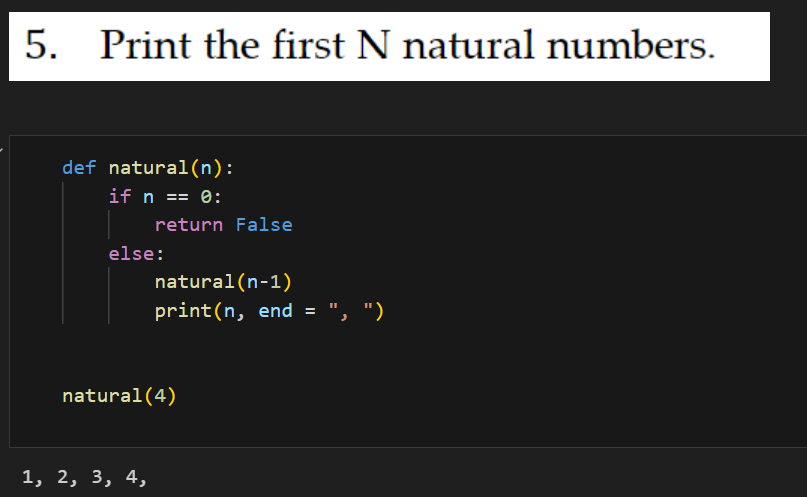 5. Print the first N natural numbers.
def natural(n):
    if n == 0:
        return False
    else:
        natural(n-1)
        print(n, end = ", ")
natural(4)
1, 2, 3, 4,